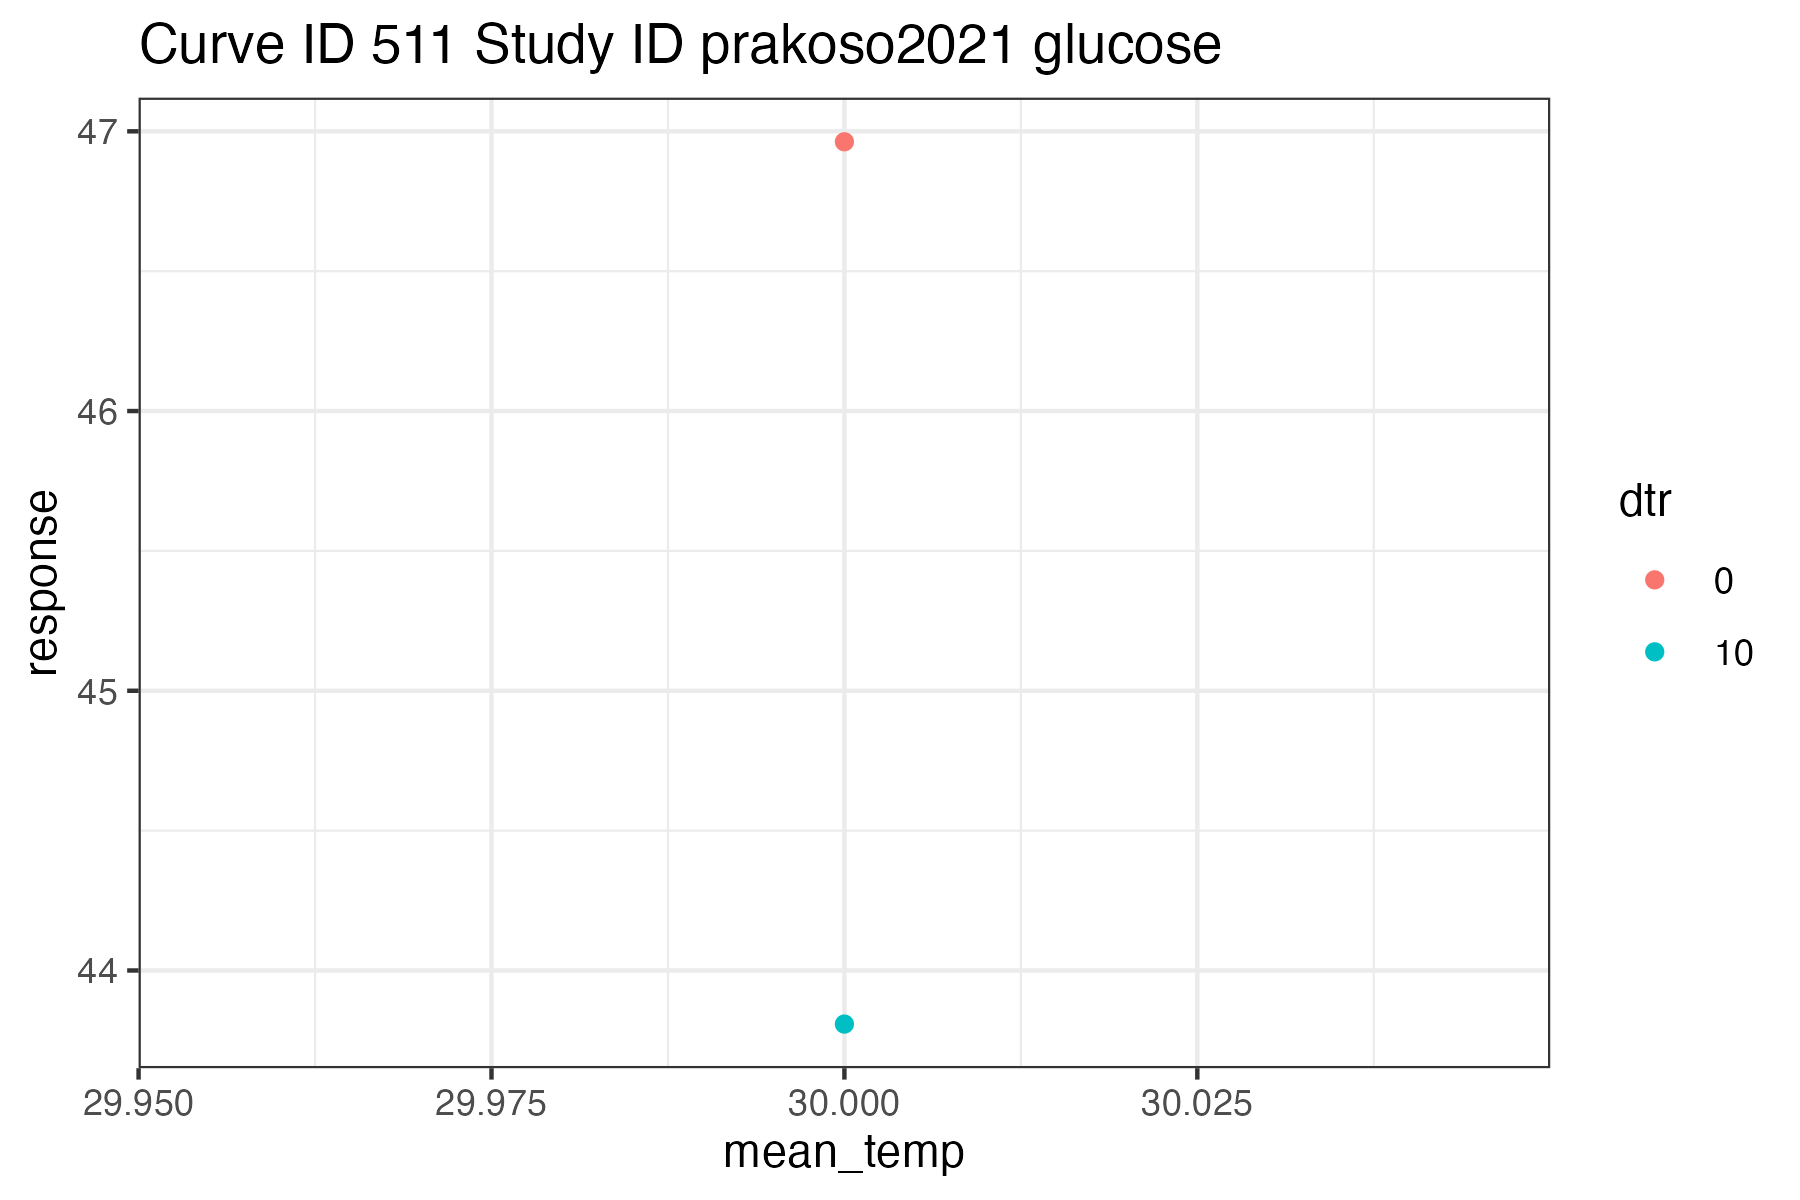 Curve ID 511 Study ID prakoso2021 glucose
47
46
45
44
response
29.950 29.975 30.000 30.025
mean_temp
dtr
0
10